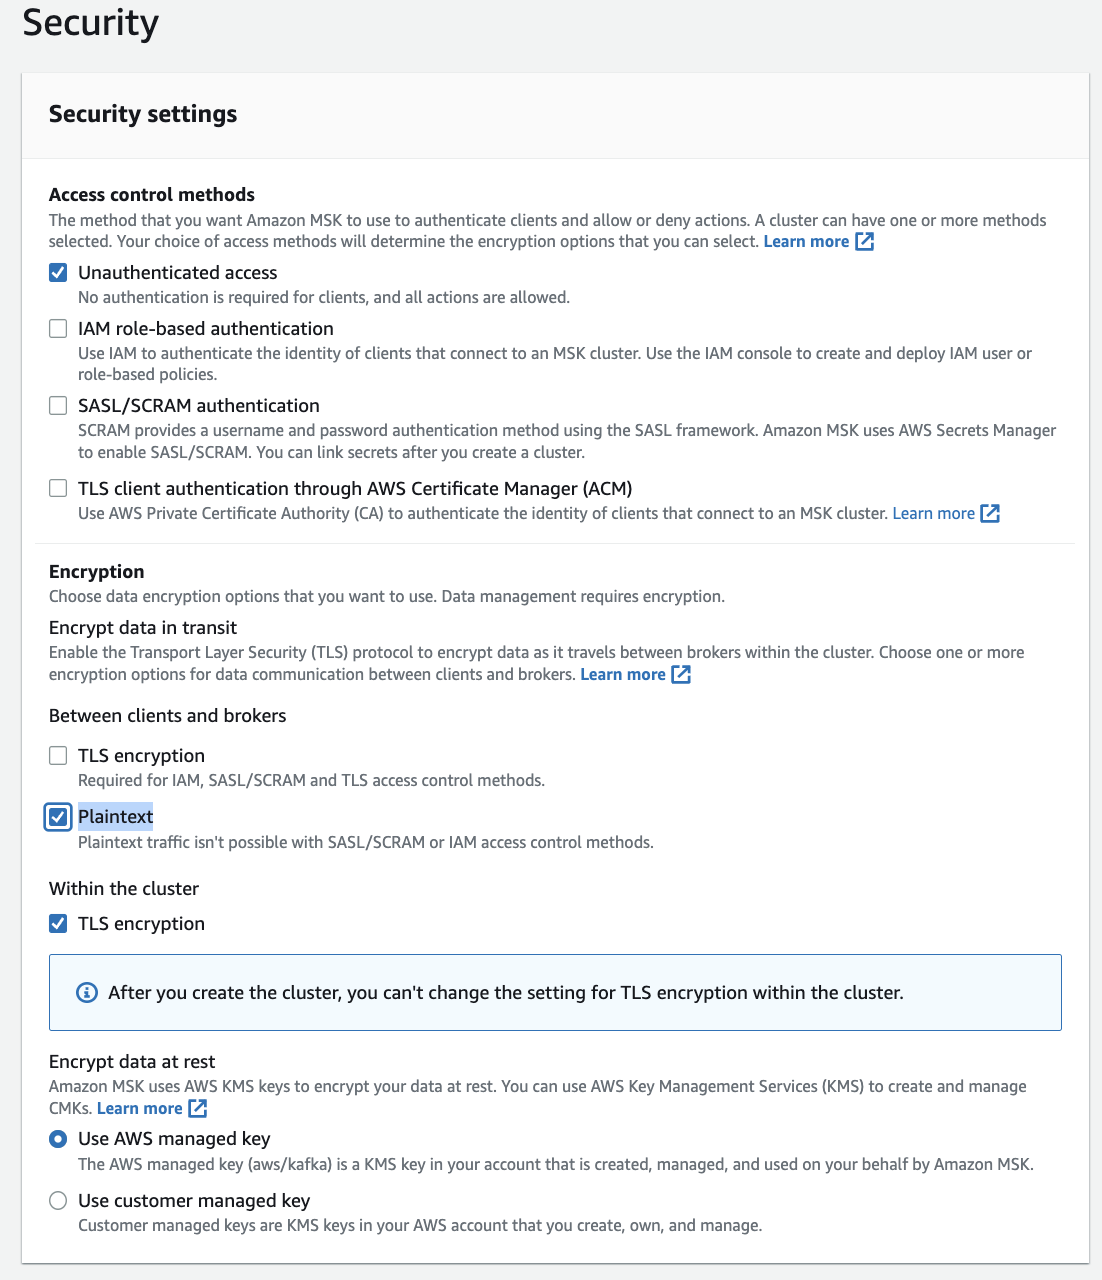 Security
Security settings
Access control methods
The method that you want Amazon MSK to use to authenticate clients and allow or deny actions. A cluster can have one or more methods
selected. Your choice of access methods will determine the encryption options that you can select. Learn more
Unauthenticated access
No authentication is required for clients, and all actions are allowed.
IAM role-based authentication
Use IAM to authenticate the identity of clients that connect to an MSK cluster. Use the IAM console to create and deploy IAM user or
role-based policies.
SASL/SCRAM authentication
SCRAM provides a username and password authentication method using the SASL framework. Amazon MSK uses AWS Secrets Manager
to enable SASL/SCRAM. You can link secrets after you create a cluster.
TLS client authentication through AWS Certificate Manager (ACM)
Use AWS Private Certificate Authority (CA) to authenticate the identity of clients that connect to an MSK cluster. Learn more
Encryption
Choose data encryption options that you want to use. Data management requires encryption.
Encrypt data in transit
Enable the Transport Layer Security (TLS) protocol to encrypt data as it travels between brokers within the cluster. Choose one or more
encryption options for data communication between clients and brokers. Learn more
Between clients and brokers
TLS encryption
Required for IAM, SASL/SCRAM and TLS access control methods.
Plaintext
Plaintext traffic isn't possible with SASL/SCRAM or IAM access control methods.
Within the cluster
TLS encryption
After you create the cluster, you can't change the setting for TLS encryption within the cluster.
Encrypt data at rest
Amazon MSK uses AWS KMS keys to encrypt your data at rest. You can use AWS Key Management Services (KMS) to create and manage
CMKs. Learn more
Use AWS managed key
The AWS managed key (aws/kafka) is a KMS key in your account that is created, managed, and used on your behalf by Amazon MSK.
Use customer managed key
Customer managed keys are KMS keys in your AWS account that you create, own, and manage.